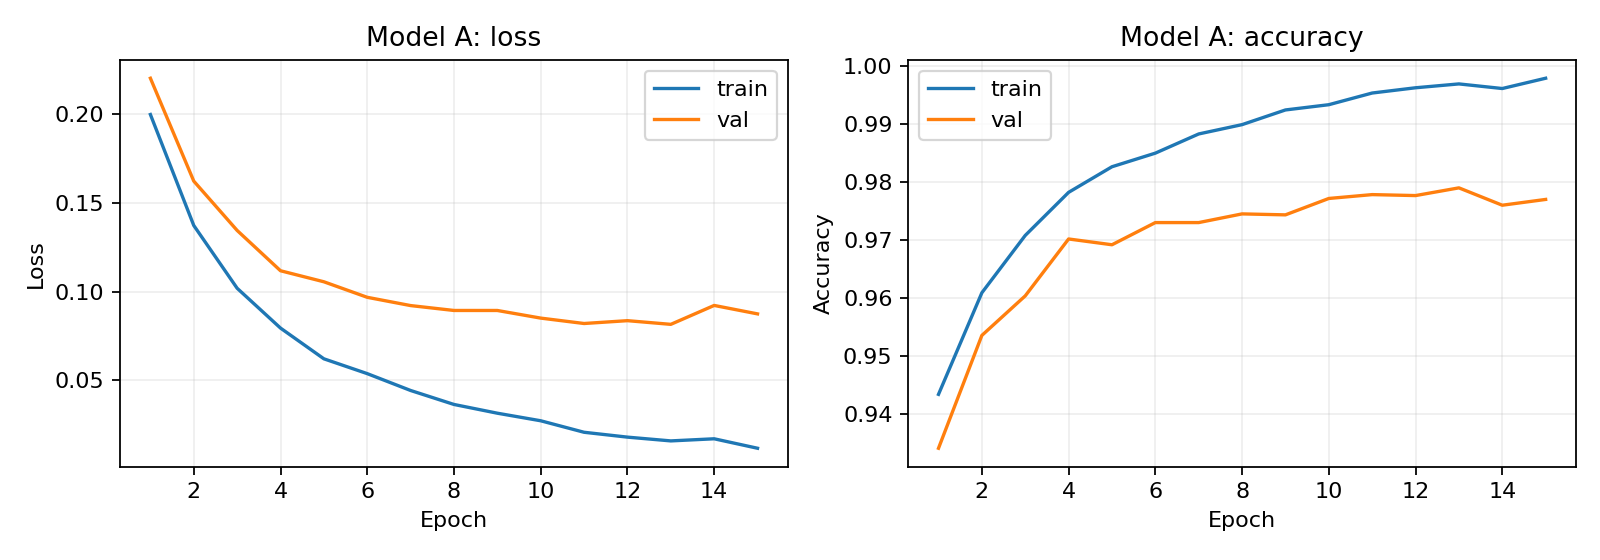 Model A: loss
0.20
0.15
0.10
0.05
Loss
train
val
2 4 6 8 10 12 14
Epoch
Model A: accuracy
1.00
0.99
0.98
0.97
0.96
0.95
0.94
Accuracy
train
val
2 4 6 8 10 12 14
Epoch